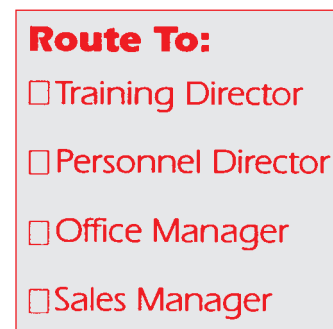 Route To:
☐ Training Director
☐ Personnel Director
☐ Office Manager
☐ Sales Manager